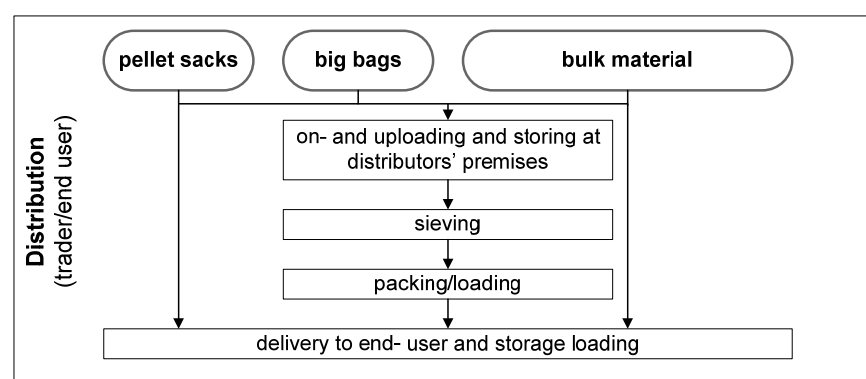 pellet sacks
big bags
bulk material
Distribution
(trader/end user)
on- and uploading and storing at
distributors' premises
sieving
packing/loading
delivery to end- user and storage loading